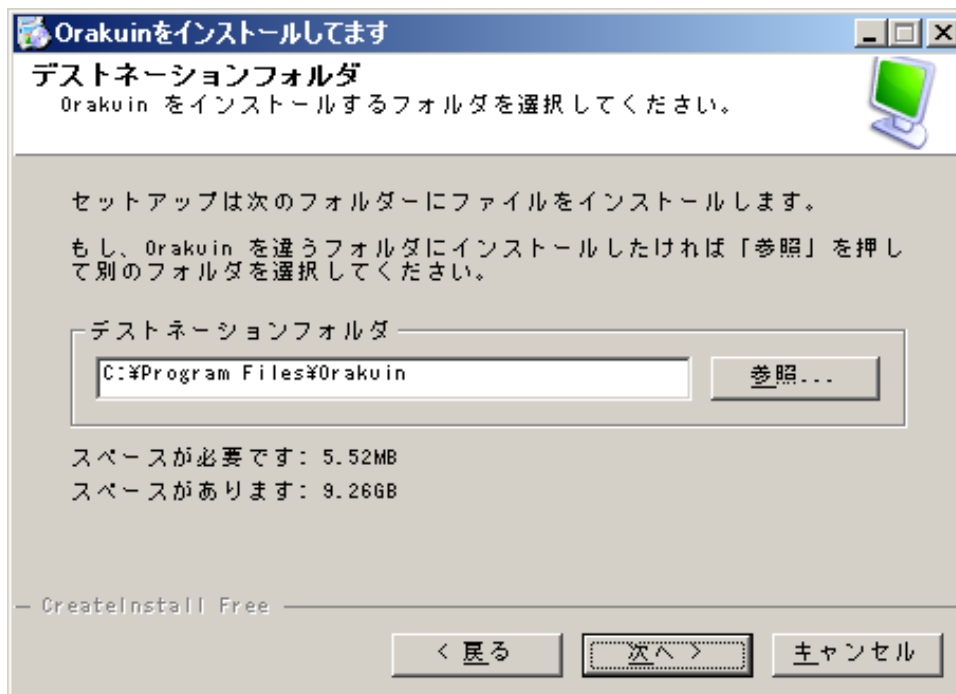 Orakuinをインストールしてます
デストネーションフォルダ
Orakuin をインストールするフォルダを選択してください。
セットアップは次のフォルダーにファイルをインストールします。
もし、Orakuin を違うフォルダにインストールしたければ「参照」を押し
て別のフォルダを選択してください。
デストネーションフォルダ
C:¥Program Files¥Orakuin
参照...
スペースが必要です: 5.52MB
スペースがあります: 9.26GB
CreateInstall Free
< 戻る
次へ >
キャンセル